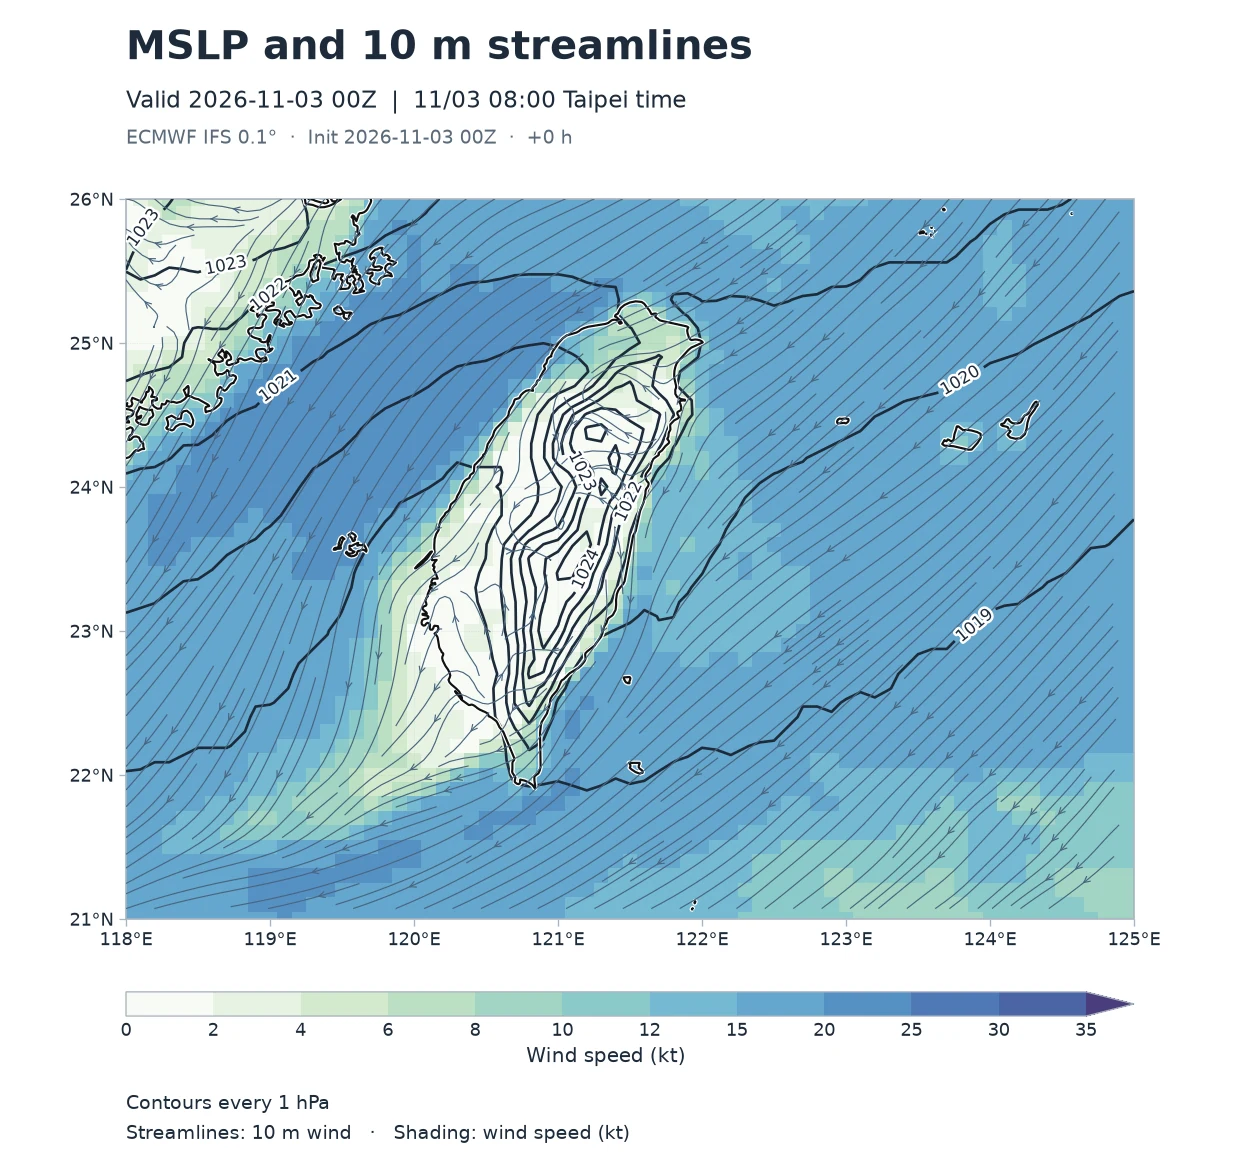 MSLP and 10 m streamlines
Valid 2026-11-03 00Z | 11/03 08:00 Taipei time
ECMWF IFS 0.1° · Init 2026-11-03 00Z · +0 h
26°N
1023
1023
1022
25°N
1021
1020
24°N
1023
1022
1024
23°N
1019
22°N
21°N
118°E 119°E 120°E 121°E 122°E 123°E 124°E 125°E
0 2 4 6 8 10 12 15 20 25 30 35
Wind speed (kt)
Contours every 1 hPa
Streamlines: 10 m wind · Shading: wind speed (kt)